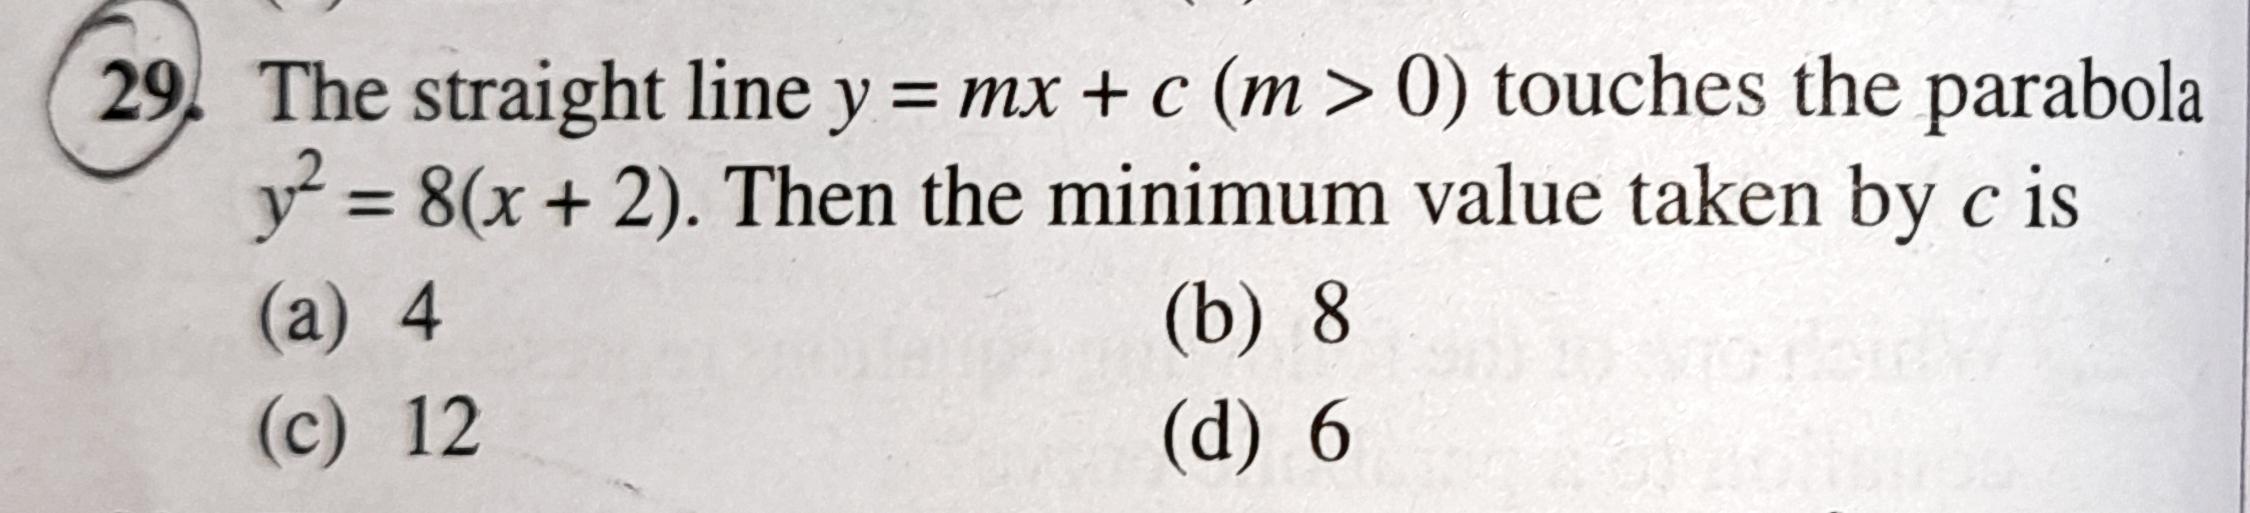 29. The straight line y = mx + c (m > 0) touches the parabola
y² = 8(x + 2). Then the minimum value taken by c is
(a) 4 (b) 8
(c) 12 (d) 6